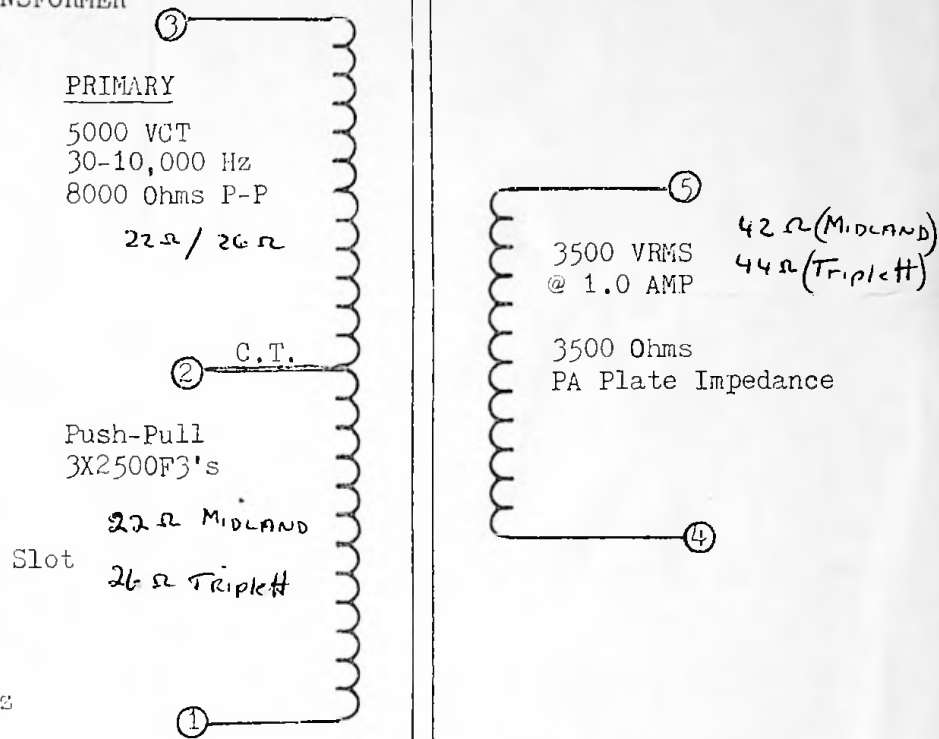 NSFORMER
3
PRIMARY
5000 VCT
30-10,000 Hz
8000 Ohms P-P
22Ω / 26Ω
C.T.
2
Push-Pull
3X2500F3's
22Ω MIDLAND
Slot
26Ω Triplett
s
1
5
3500 VRMS
@ 1.0 AMP
42Ω (MIDLAND)
44Ω (Triplett)
3500 Ohms
PA Plate Impedance
4